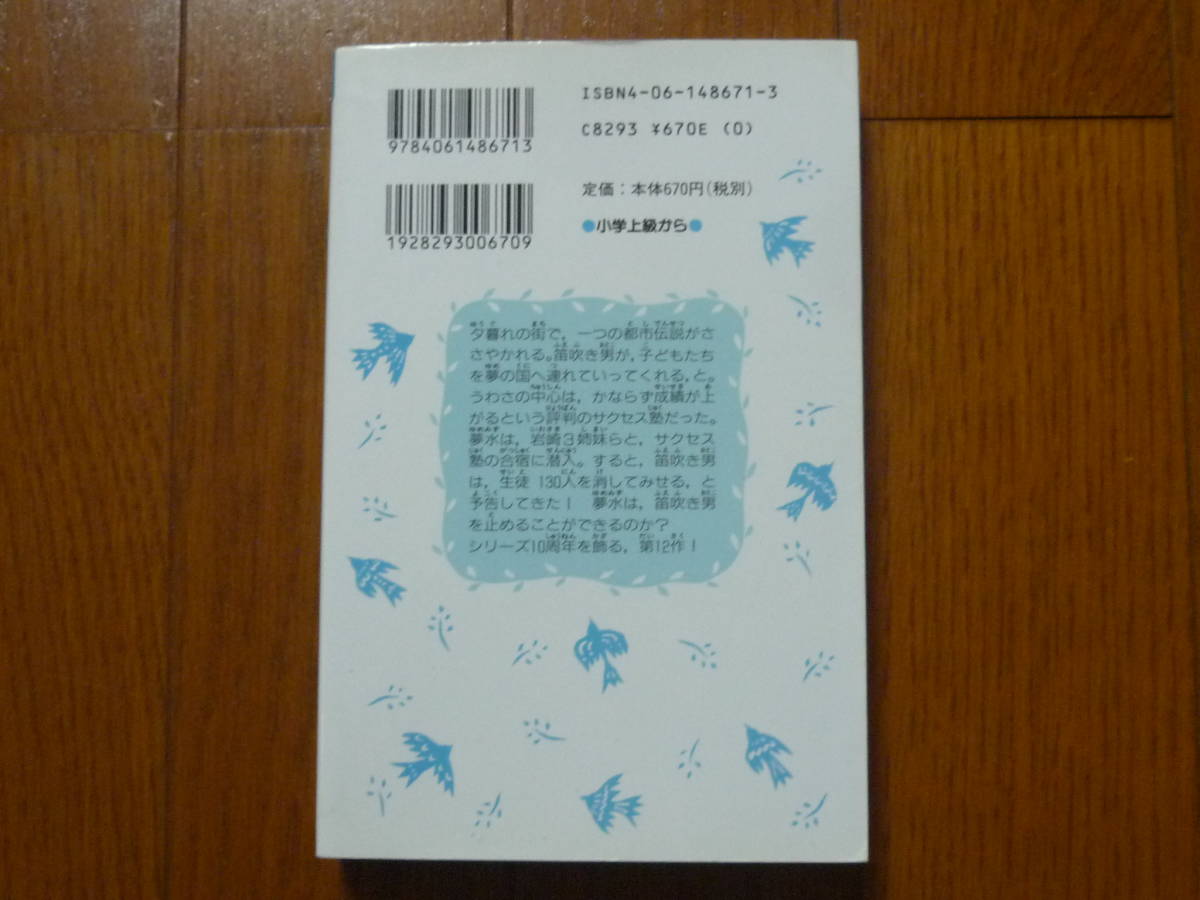 ISBN4-06-148671-3
C8293 ¥670E (0)
9784061486713
定価：本体670円(税別)
1928293006709
●小学上級から●
夕暮れの街で，一つの都市伝説がさ
さやかれる。笛吹き男が，子どもたち
を夢の国へ連れていってくれる，と。
うわさの中心は，かならず成績が上
がるという評判のサクセス塾だった。
夢水は，岩崎３姉妹らと，サクセス
塾の合宿に潜入。すると，笛吹き男
は，生徒130人を消してみせる，と
予告してきた！　夢水は，笛吹き男
を止めることができるのか？
シリーズ10周年を飾る，第12作！